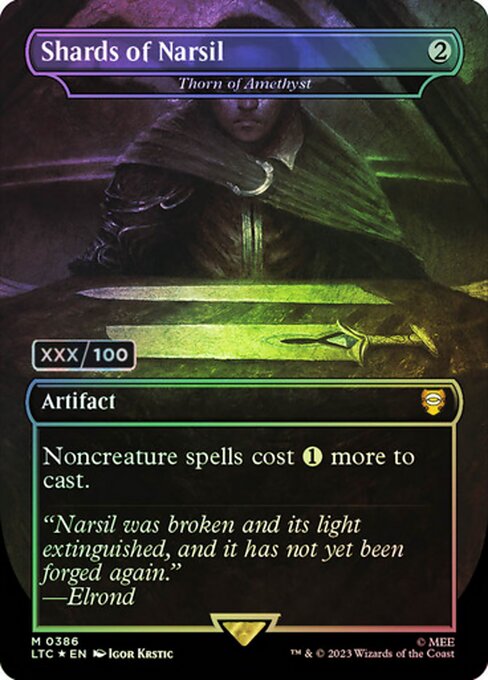 Shards of Narsil 2
Thorn of Amethyst
XXX/100
Artifact
Noncreature spells cost 1 more to
cast.
“Narsil was broken and its light
extinguished, and it has not yet been
forged again.”
—Elrond
M 0386 © MEE
LTC ★ EN Igor Krstic ™ & © 2023 Wizards of the Coast